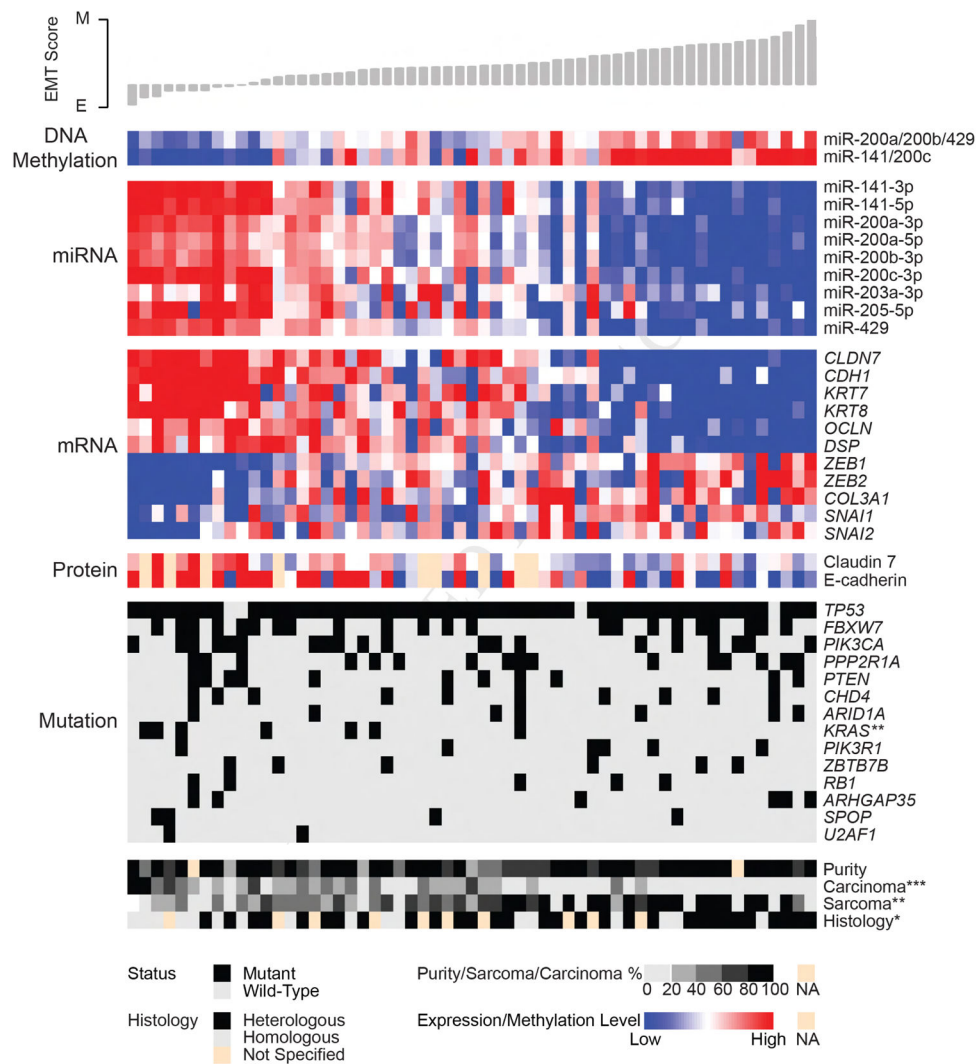 M
EMT Score
E
DNA
Methylation
miR-200a/200b/429
miR-141/200c
miRNA
miR-141-3p
miR-141-5p
miR-200a-3p
miR-200a-5p
miR-200b-3p
miR-200c-3p
miR-203a-3p
miR-205-5p
miR-429
mRNA
CLDN7
CDH1
KRT7
KRT8
OCLN
DSP
ZEB1
ZEB2
COL3A1
SNAI1
SNAI2
Protein
Claudin 7
E-cadherin
Mutation
TP53
FBXW7
PIK3CA
PPP2R1A
PTEN
CHD4
ARID1A
KRAS**
PIK3R1
ZBTB7B
RB1
ARHGAP35
SPOP
U2AF1
Purity
Carcinoma***
Sarcoma**
Histology*
Status
Mutant
Wild-Type
Histology
Heterologous
Homologous
Not Specified
Purity/Sarcoma/Carcinoma %
0 20 40 60 80 100 NA
Expression/Methylation Level
Low High NA